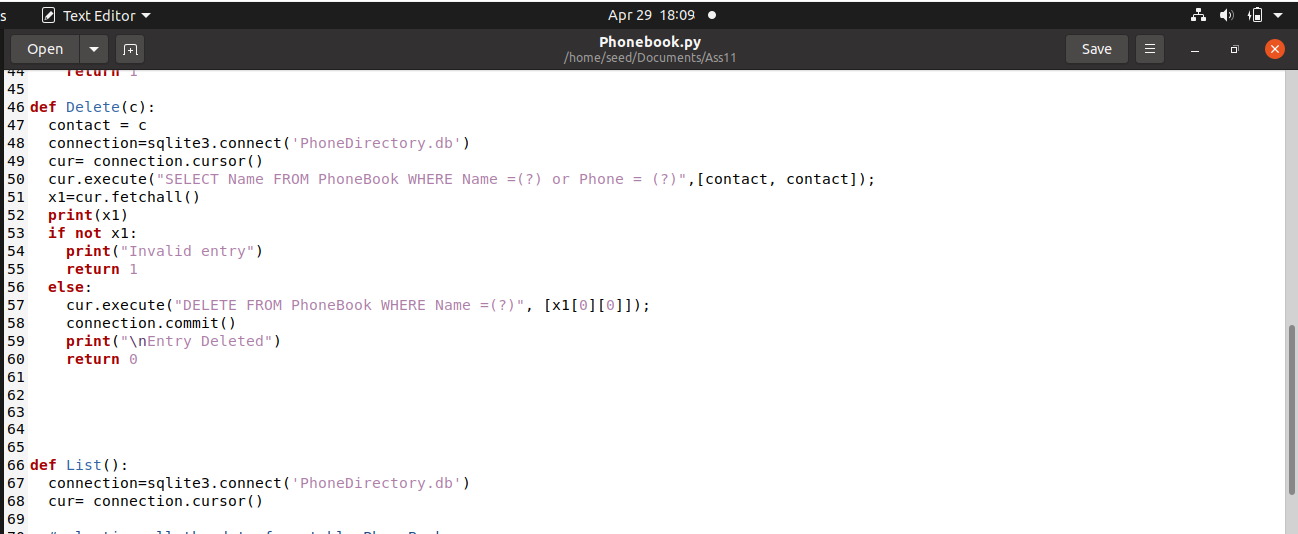 s Text Editor Apr 29 18:09
Open Phonebook.py Save
/home/seed/Documents/Ass11
44     return 1
45
46 def Delete(c):
47   contact = c
48   connection=sqlite3.connect('PhoneDirectory.db')
49   cur= connection.cursor()
50   cur.execute("SELECT Name FROM PhoneBook WHERE Name =(?) or Phone = (?)",[contact, contact]);
51   x1=cur.fetchall()
52   print(x1)
53   if not x1:
54     print("Invalid entry")
55     return 1
56   else:
57     cur.execute("DELETE FROM PhoneBook WHERE Name =(?)", [x1[0][0]]);
58     connection.commit()
59     print("\nEntry Deleted")
60     return 0
61
62
63
64
65
66 def List():
67   connection=sqlite3.connect('PhoneDirectory.db')
68   cur= connection.cursor()
69
70